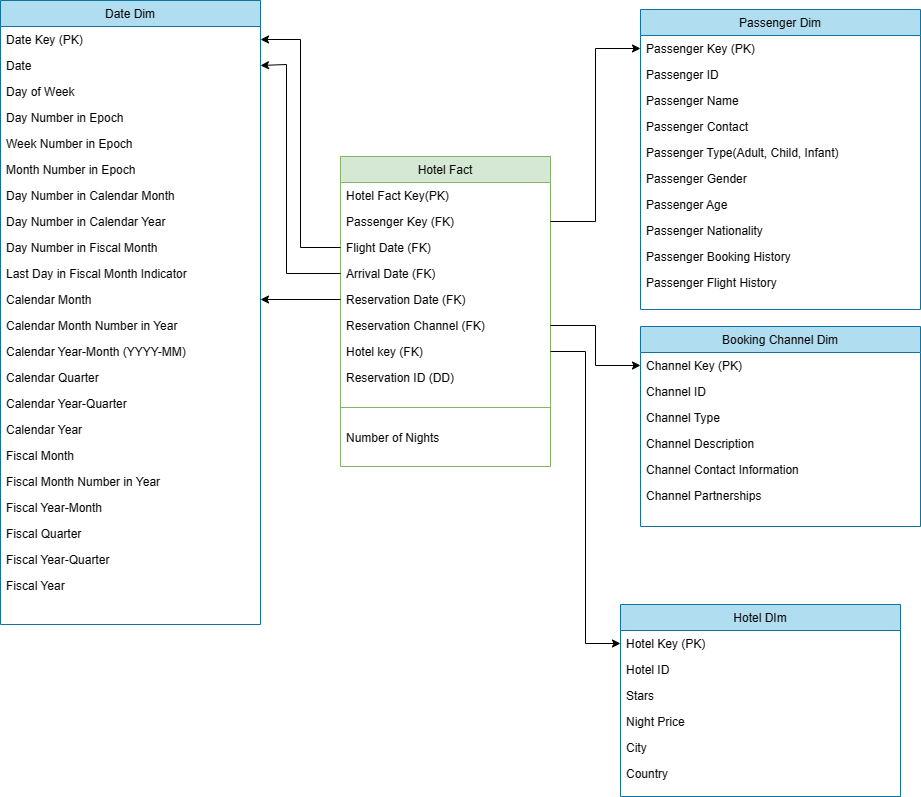 Date Dim
Date Key (PK)
Date
Day of Week
Day Number in Epoch
Week Number in Epoch
Month Number in Epoch
Day Number in Calendar Month
Day Number in Calendar Year
Day Number in Fiscal Month
Last Day in Fiscal Month Indicator
Calendar Month
Calendar Month Number in Year
Calendar Year-Month (YYYY-MM)
Calendar Quarter
Calendar Year-Quarter
Calendar Year
Fiscal Month
Fiscal Month Number in Year
Fiscal Year-Month
Fiscal Quarter
Fiscal Year-Quarter
Fiscal Year
Hotel Fact
Hotel Fact Key(PK)
Passenger Key (FK)
Flight Date (FK)
Arrival Date (FK)
Reservation Date (FK)
Reservation Channel (FK)
Hotel key (FK)
Reservation ID (DD)
Number of Nights
Passenger Dim
Passenger Key (PK)
Passenger ID
Passenger Name
Passenger Contact
Passenger Type(Adult, Child, Infant)
Passenger Gender
Passenger Age
Passenger Nationality
Passenger Booking History
Passenger Flight History
Booking Channel Dim
Channel Key (PK)
Channel ID
Channel Type
Channel Description
Channel Contact Information
Channel Partnerships
Hotel DIm
Hotel Key (PK)
Hotel ID
Stars
Night Price
City
Country